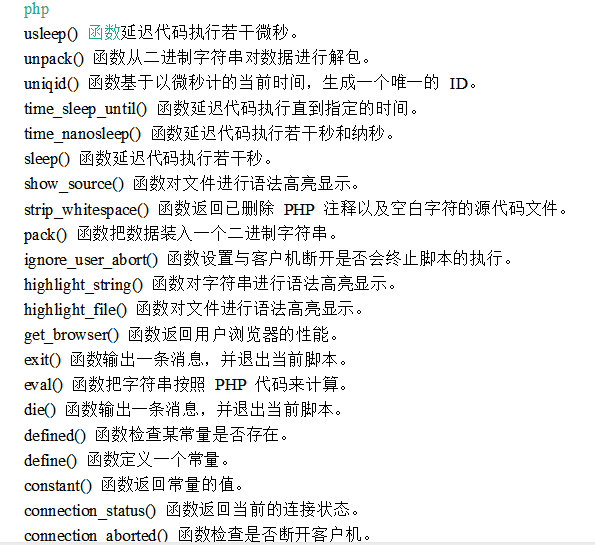 php
usleep() 函数延迟代码执行若干微秒。
unpack() 函数从二进制字符串对数据进行解包。
uniqid() 函数基于以微秒计的当前时间，生成一个唯一的 ID。
time_sleep_until() 函数延迟代码执行直到指定的时间。
time_nanosleep() 函数延迟代码执行若干秒和纳秒。
sleep() 函数延迟代码执行若干秒。
show_source() 函数对文件进行语法高亮显示。
strip_whitespace() 函数返回已删除 PHP 注释以及空白字符的源代码文件。
pack() 函数把数据装入一个二进制字符串。
ignore_user_abort() 函数设置与客户机断开是否会终止脚本的执行。
highlight_string() 函数对字符串进行语法高亮显示。
highlight_file() 函数对文件进行语法高亮显示。
get_browser() 函数返回用户浏览器的性能。
exit() 函数输出一条消息，并退出当前脚本。
eval() 函数把字符串按照 PHP 代码来计算。
die() 函数输出一条消息，并退出当前脚本。
defined() 函数检查某常量是否存在。
define() 函数定义一个常量。
constant() 函数返回常量的值。
connection_status() 函数返回当前的连接状态。
connection_aborted() 函数检查是否断开客户机。